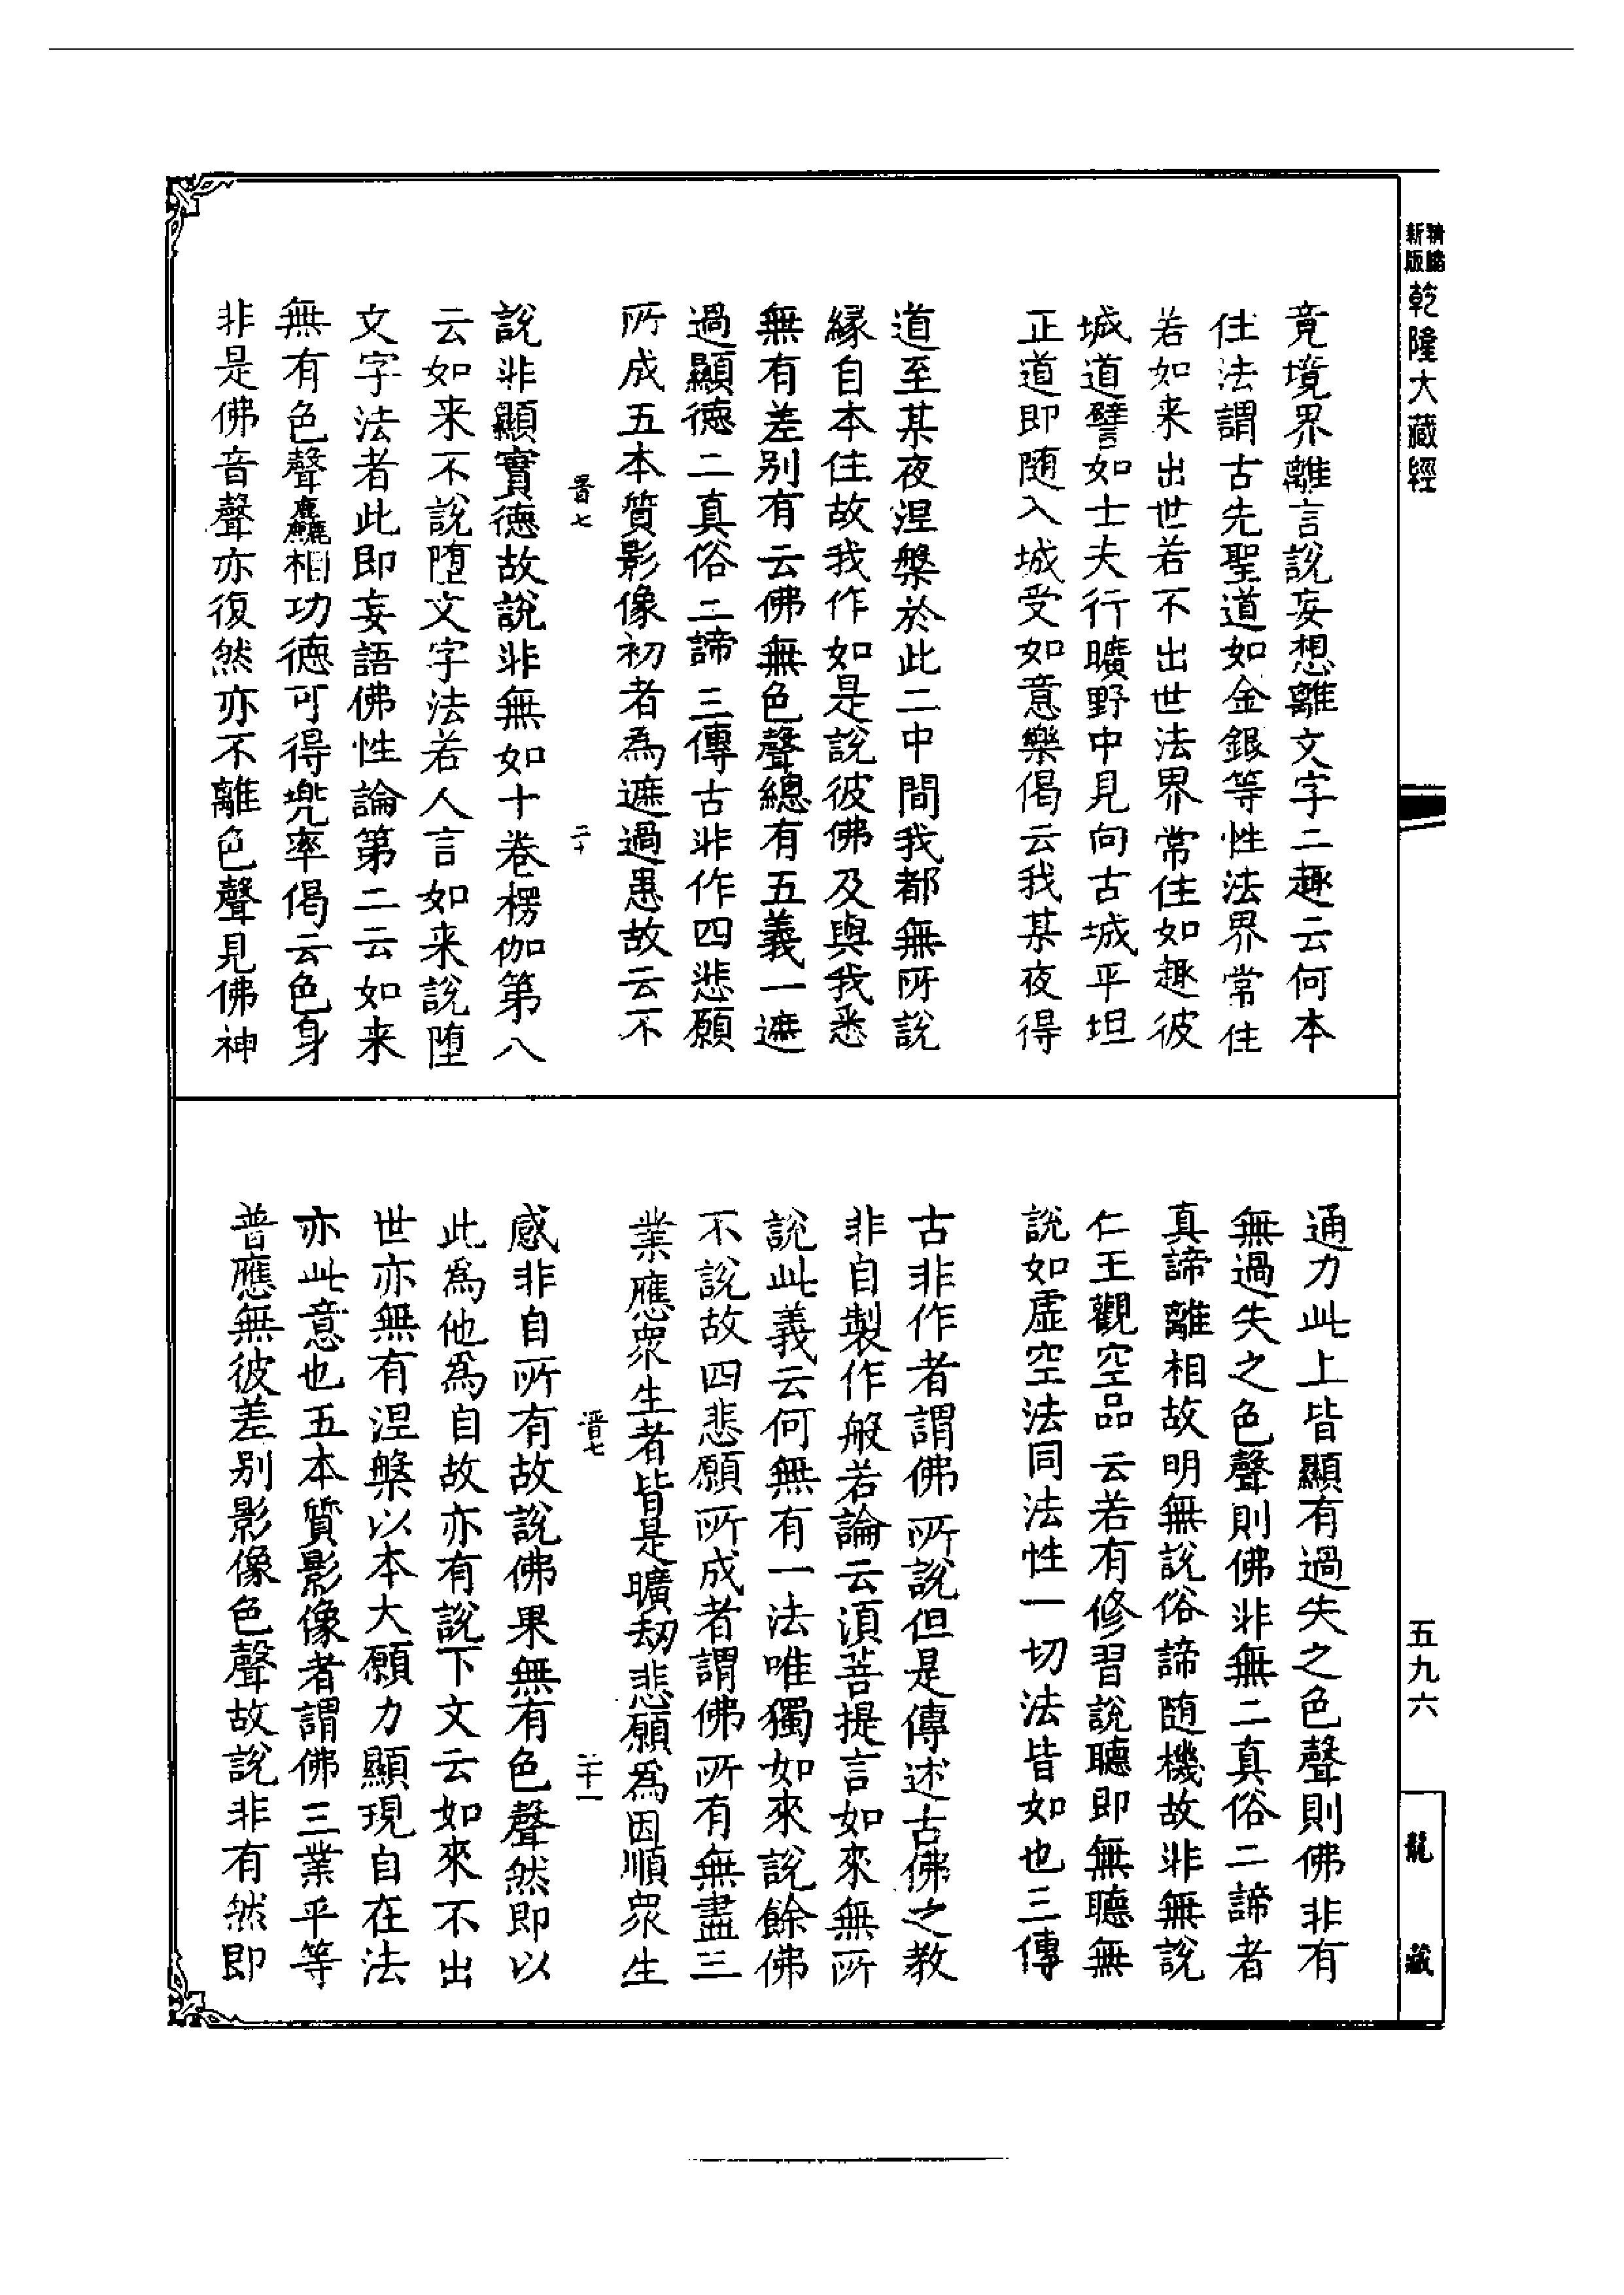 精縮
新版
乾隆大藏經
竟境界離言說妄想離文字二趣云何本
住法謂古先聖道如金銀等性法界常住
若如来出世若不出世法界常住如趣彼
城道譬如士夫行曠野中見向古城平坦
正道即随入城受如意樂偈云我某夜得
道至某夜涅槃於此二中間我都無所說
緣自本住故我作如是說彼佛及與我悉
無有差别有云佛無色聲總有五義一遮
過顯德二真俗二諦三傳古非作四悲願
所成五本質影像初者為遮過患故云不
晋七
二十
說非顯實德故說非無如十卷楞伽第八
云如来不說墮文字法若人言如来說墮
文字法者此即妄語佛性論第二云如来
無有色聲麤相功德可得兠率偈云色身
非是佛音聲亦復然亦不離色聲見佛神
通力此上皆顯有過失之色聲則佛非有
無過失之色聲則佛非無二真俗二諦者
真諦離相故明無說俗諦随機故非無說
仁王觀空品云若有修習說聽即無聽無
說如虛空法同法性一切法皆如也三傳
古非作者謂佛所說但是傳述古佛之教
非自製作般若論云湏菩提言如來無所
說此義云何無有一法唯獨如來說餘佛
不說故四悲願所成者謂佛所有無盡三
業應眾生者皆是曠刼悲願為因順眾生
晋七
二十一
感非自所有故說佛果無有色聲然即以
此為他為自故亦有說下文云如來不出
世亦無有涅槃以本大願力顯現自在法
亦此意也五本質影像者謂佛三業平等
普應無彼差别影像色聲故說非有然即
五九六
龍藏